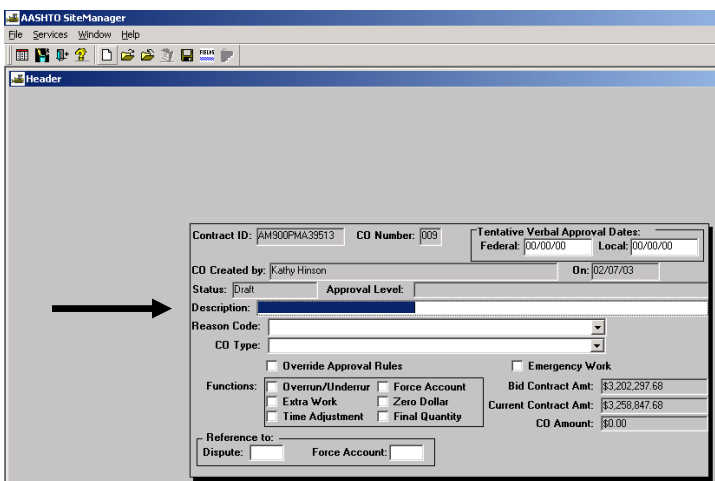 AASHTO SiteManager
File Services Window Help
FIELDS
Header
Contract ID: AM900PMA39513 CO Number: 009 Tentative Verbal Approval Dates:
Federal: 00/00/00 Local: 00/00/00
CO Created by: Kathy Hinson On: 02/07/03
Status: Draft Approval Level:
Description:
Reason Code:
CO Type:
Override Approval Rules Emergency Work
Functions: Overrun/Underrur Force Account Bid Contract Amt: $3,202,297.68
Extra Work Zero Dollar Current Contract Amt: $3,258,847.68
Time Adjustment Final Quantity CO Amount: $0.00
Reference to:
Dispute: Force Account: